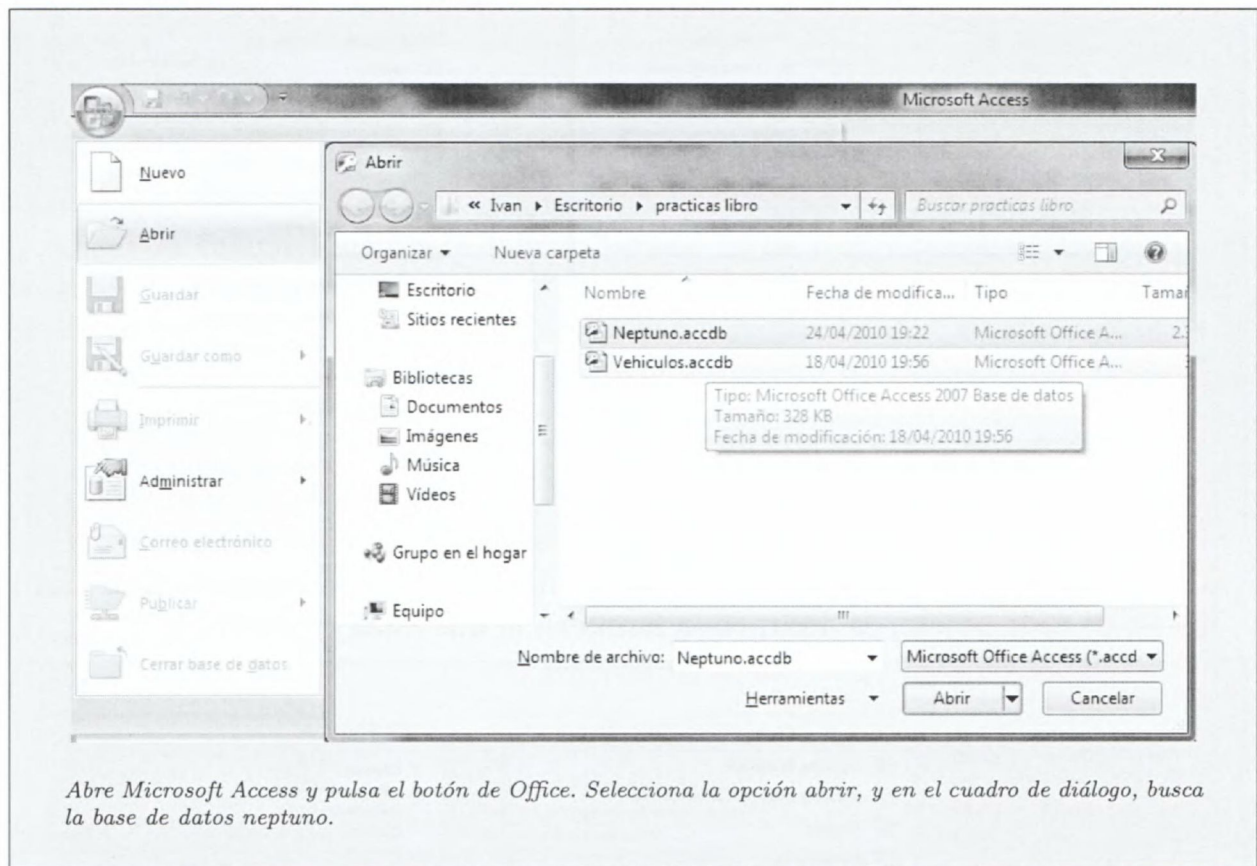 Microsoft Access
Nuevo
Abrir
Guardar
Guardar como
Imprimir
Administrar
Correo electrónico
Publicar
Cerrar base de datos
Abrir
« Ivan ▸ Escritorio ▸ practicas libro
Buscar practicas libro
Organizar
Nueva carpeta
Escritorio
Sitios recientes
Bibliotecas
Documentos
Imágenes
Música
Vídeos
Grupo en el hogar
Equipo
Nombre Fecha de modifica... Tipo Tamañ
Neptuno.accdb 24/04/2010 19:22 Microsoft Office A... 2.
Vehiculos.accdb 18/04/2010 19:56 Microsoft Office A...
Tipo: Microsoft Office Access 2007 Base de datos
Tamaño: 328 KB
Fecha de modificación: 18/04/2010 19:56
Nombre de archivo: Neptuno.accdb Microsoft Office Access (*.accd
Herramientas Abrir Cancelar
Abre Microsoft Access y pulsa el botón de Office. Selecciona la opción abrir, y en el cuadro de diálogo, busca
la base de datos neptuno.